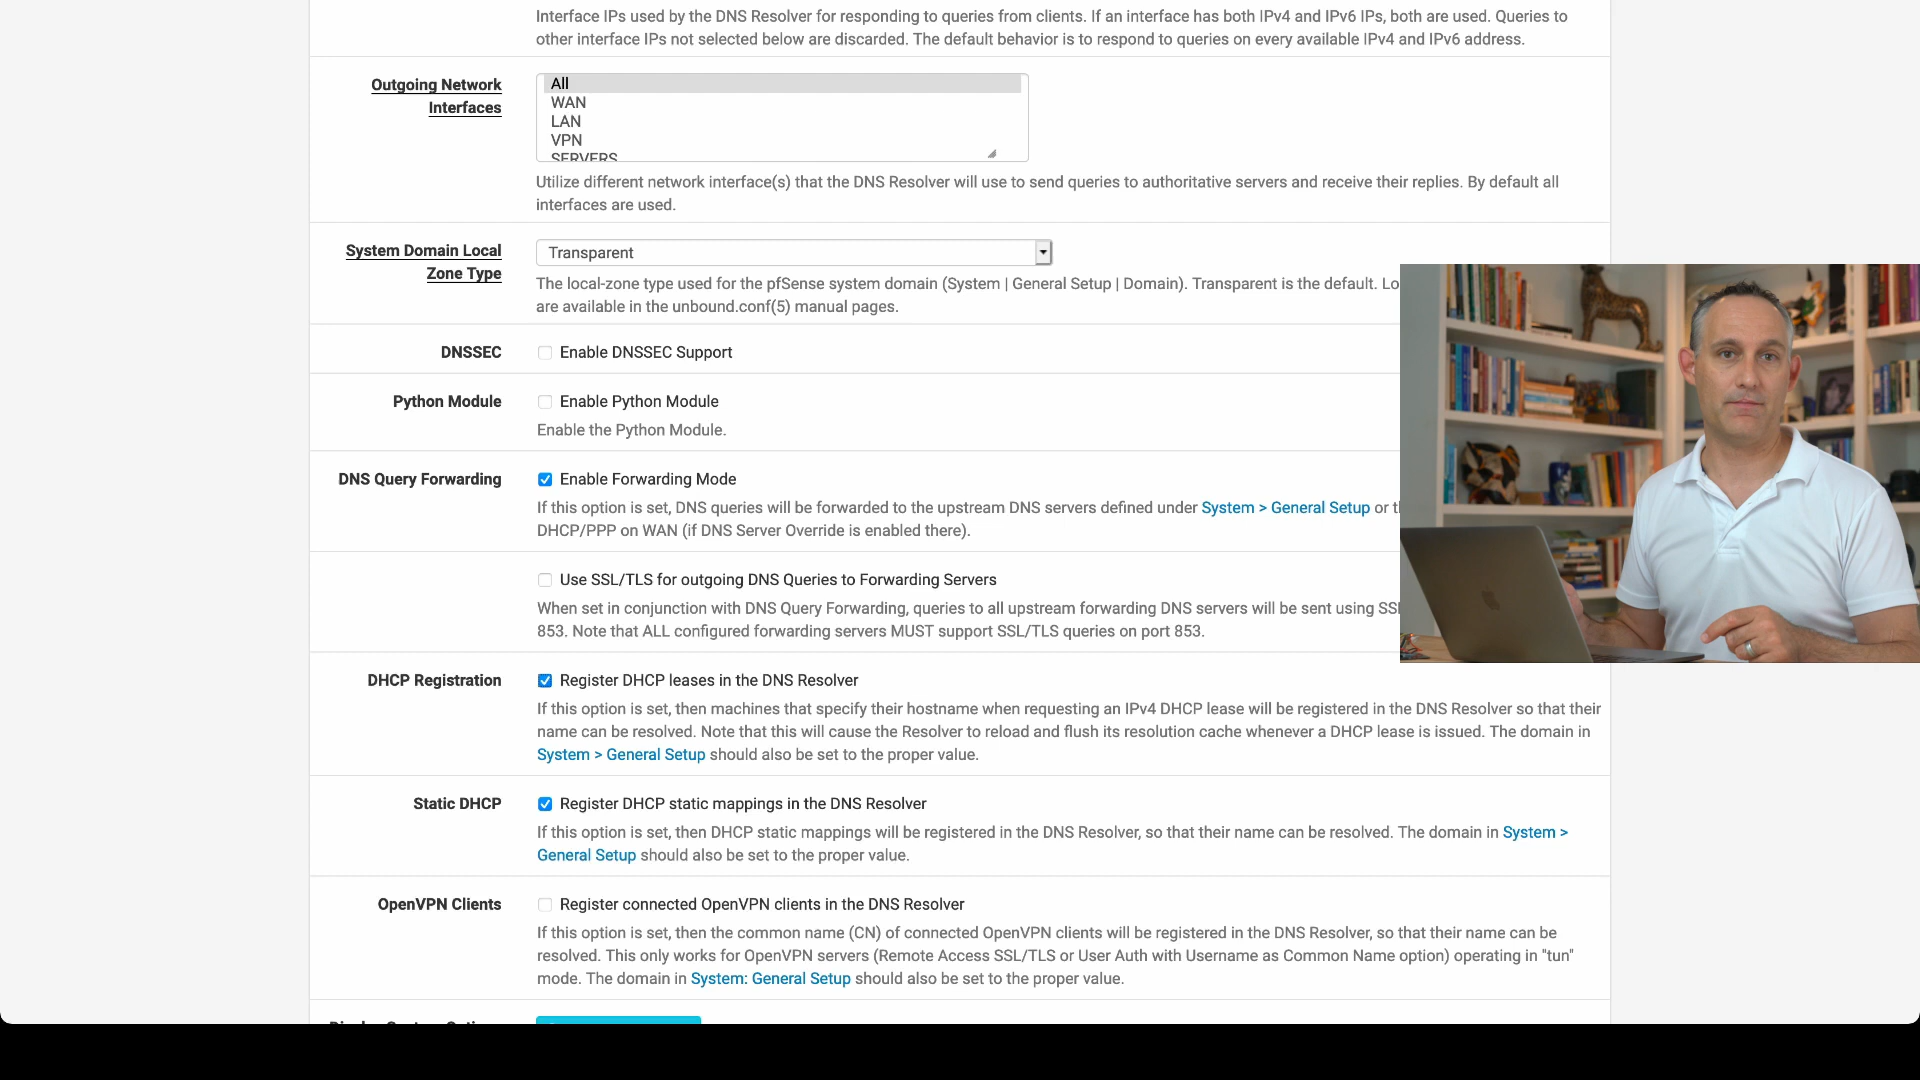 Interface IPs used by the DNS Resolver for responding to queries from clients. If an interface has both IPv4 and IPv6 IPs, both are used. Queries to
other interface IPs not selected below are discarded. The default behavior is to respond to queries on every available IPv4 and IPv6 address.
Outgoing Network
Interfaces
All
WAN
LAN
VPN
SERVERS
Utilize different network interface(s) that the DNS Resolver will use to send queries to authoritative servers and receive their replies. By default all
interfaces are used.
System Domain Local
Zone Type
Transparent
The local-zone type used for the pfSense system domain (System | General Setup | Domain). Transparent is the default. Lo
are available in the unbound.conf(5) manual pages.
DNSSEC
Enable DNSSEC Support
Python Module
Enable Python Module
Enable the Python Module.
DNS Query Forwarding
Enable Forwarding Mode
If this option is set, DNS queries will be forwarded to the upstream DNS servers defined under System > General Setup or
DHCP/PPP on WAN (if DNS Server Override is enabled there).
Use SSL/TLS for outgoing DNS Queries to Forwarding Servers
When set in conjunction with DNS Query Forwarding, queries to all upstream forwarding DNS servers will be sent using
853. Note that ALL configured forwarding servers MUST support SSL/TLS queries on port 853.
DHCP Registration
Register DHCP leases in the DNS Resolver
If this option is set, then machines that specify their hostname when requesting an IPv4 DHCP lease will be registered in the DNS Resolver so that their
name can be resolved. Note that this will cause the Resolver to reload and flush its resolution cache whenever a DHCP lease is issued. The domain in
System > General Setup should also be set to the proper value.
Static DHCP
Register DHCP static mappings in the DNS Resolver
If this option is set, then DHCP static mappings will be registered in the DNS Resolver, so that their name can be resolved. The domain in System >
General Setup should also be set to the proper value.
OpenVPN Clients
Register connected OpenVPN clients in the DNS Resolver
If this option is set, then the common name (CN) of connected OpenVPN clients will be registered in the DNS Resolver, so that their name can be
resolved. This only works for OpenVPN servers (Remote Access SSL/TLS or User Auth with Username as Common Name option) operating in "tun"
mode. The domain in System: General Setup should also be set to the proper value.